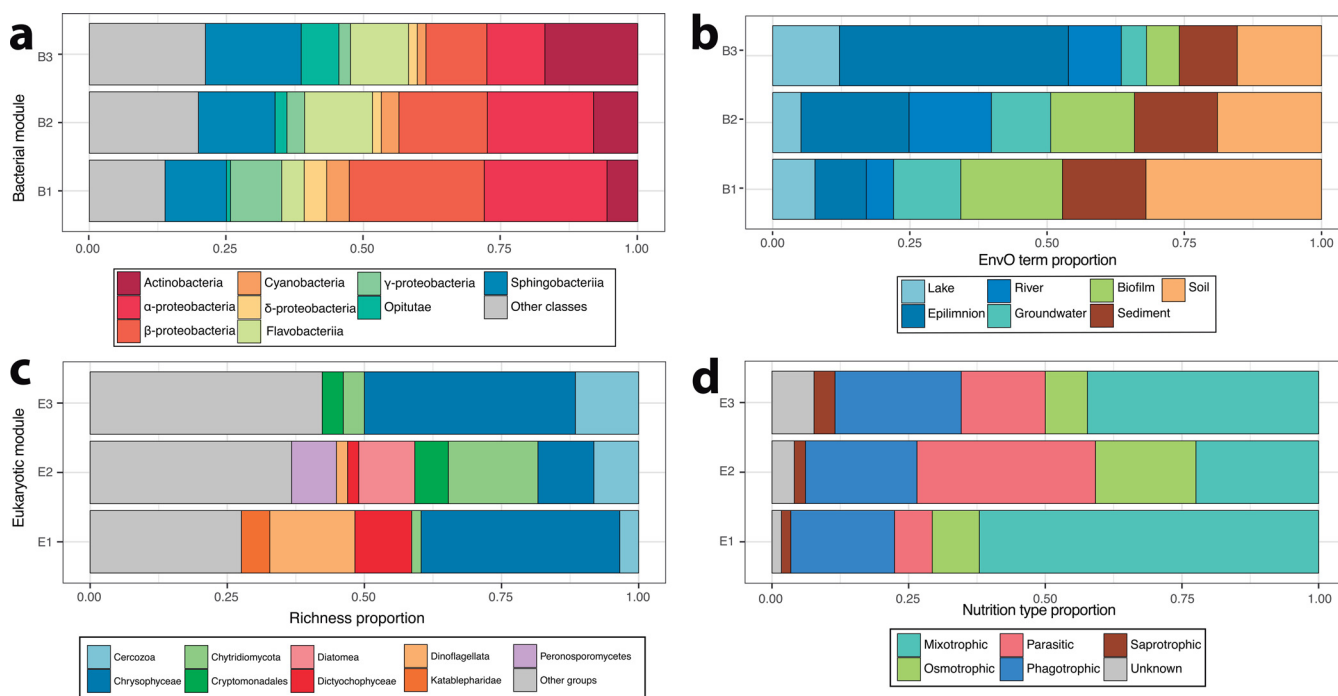 a
Bacterial module
B3
B2
B1
0.00 0.25 0.50 0.75 1.00
Actinobacteria Cyanobacteria γ-proteobacteria Sphingobacteriia
α-proteobacteria δ-proteobacteria Opitutae Other classes
β-proteobacteria Flavobacteriia
b
B3
B2
B1
0.00 0.25 0.50 0.75 1.00
EnvO term proportion
Lake River Biofilm Soil
Epilimnion Groundwater Sediment
c
Eukaryotic module
E3
E2
E1
0.00 0.25 0.50 0.75 1.00
Richness proportion
Cercozoa Chytridiomycota Diatomea Dinoflagellata Peronosporomycetes
Chrysophyceae Cryptomonadales Dictyochophyceae Katablepharidae Other groups
d
E3
E2
E1
0.00 0.25 0.50 0.75 1.00
Nutrition type proportion
Mixotrophic Parasitic Saprotrophic
Osmotrophic Phagotrophic Unknown